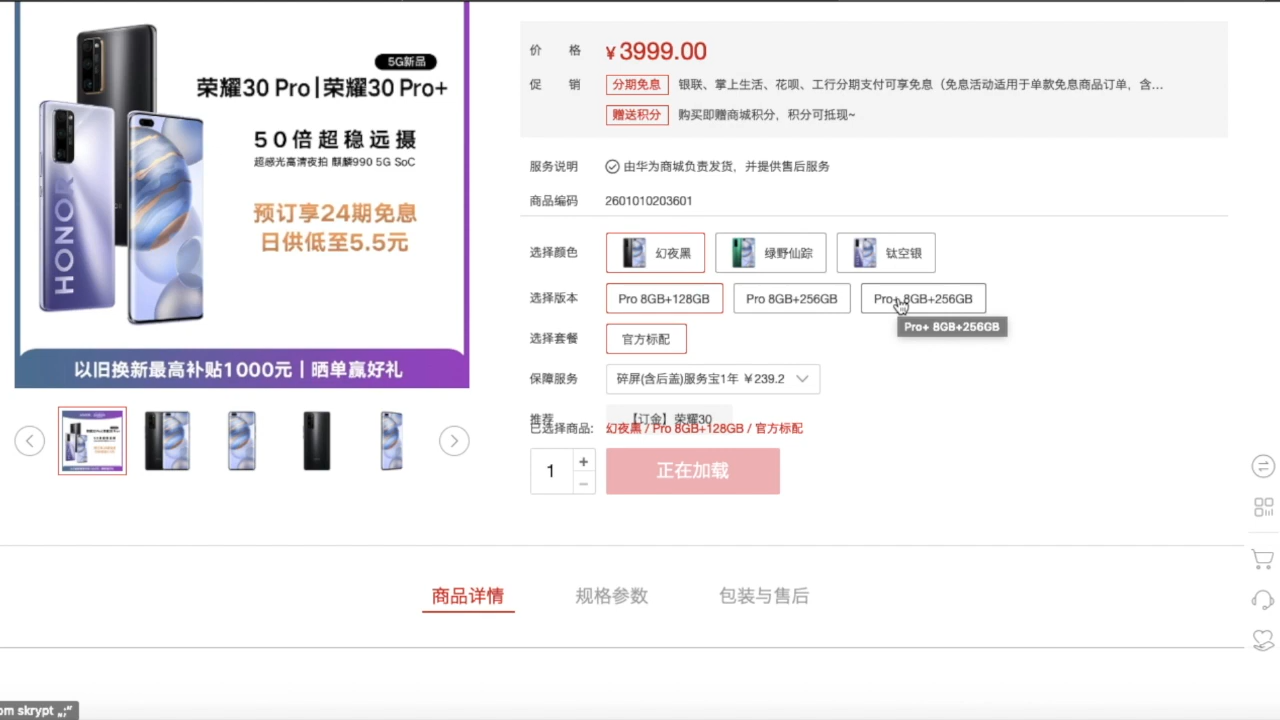 5G新品
荣耀30 Pro|荣耀30 Pro+
50倍超稳远摄
超感光高清夜拍 麒麟990 5G SoC
预订享24期免息
日供低至5.5元
HONOR
以旧换新最高补贴1000元 | 晒单赢好礼
价 格 ¥3999.00
促 销 分期免息 银联、掌上生活、花呗、工行分期支付可享免息（免息活动适用于单款免息商品订单，含...
赠送积分 购买即赠商城积分，积分可抵现~
服务说明 由华为商城负责发货，并提供售后服务
商品编码 2601010203601
选择颜色 幻夜黑 绿野仙踪 钛空银
选择版本 Pro 8GB+128GB Pro 8GB+256GB Pro+ 8GB+256GB
Pro+ 8GB+256GB
选择套餐 官方标配
保障服务 碎屏(含后盖)服务宝1年 ¥239.2
推荐 【订金】荣耀30
已选择商品: 幻夜黑 / Pro 8GB+128GB / 官方标配
1 + −
正在加载
商品详情 规格参数 包装与售后
om skrypt „;”